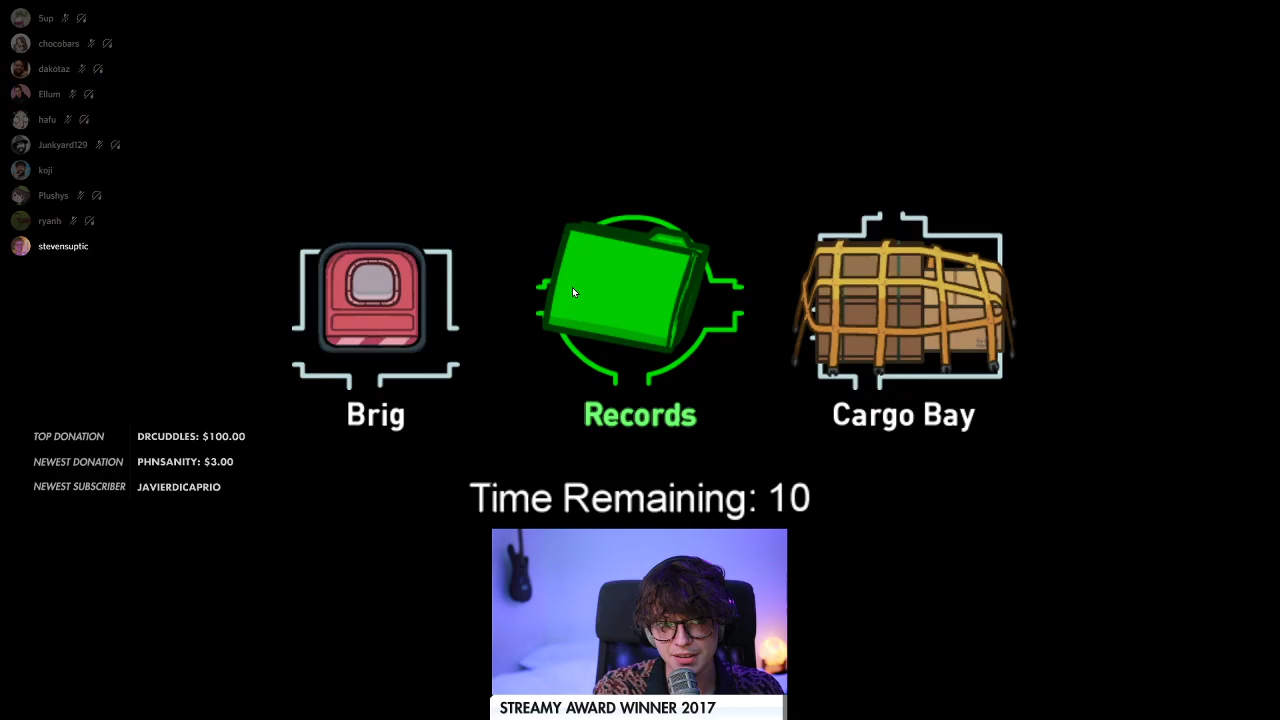 5up
chocobars
dakotaz
Ellum
hafu
Junkyard129
koji
Plushys
ryanh
stevensuptic
Brig
Records
Cargo Bay
TOP DONATION DRCUDDLES: $100.00
NEWEST DONATION PHNSANITY: $3.00
NEWEST SUBSCRIBER JAVIERDICAPRIO
Time Remaining: 10
STREAMY AWARD WINNER 2017